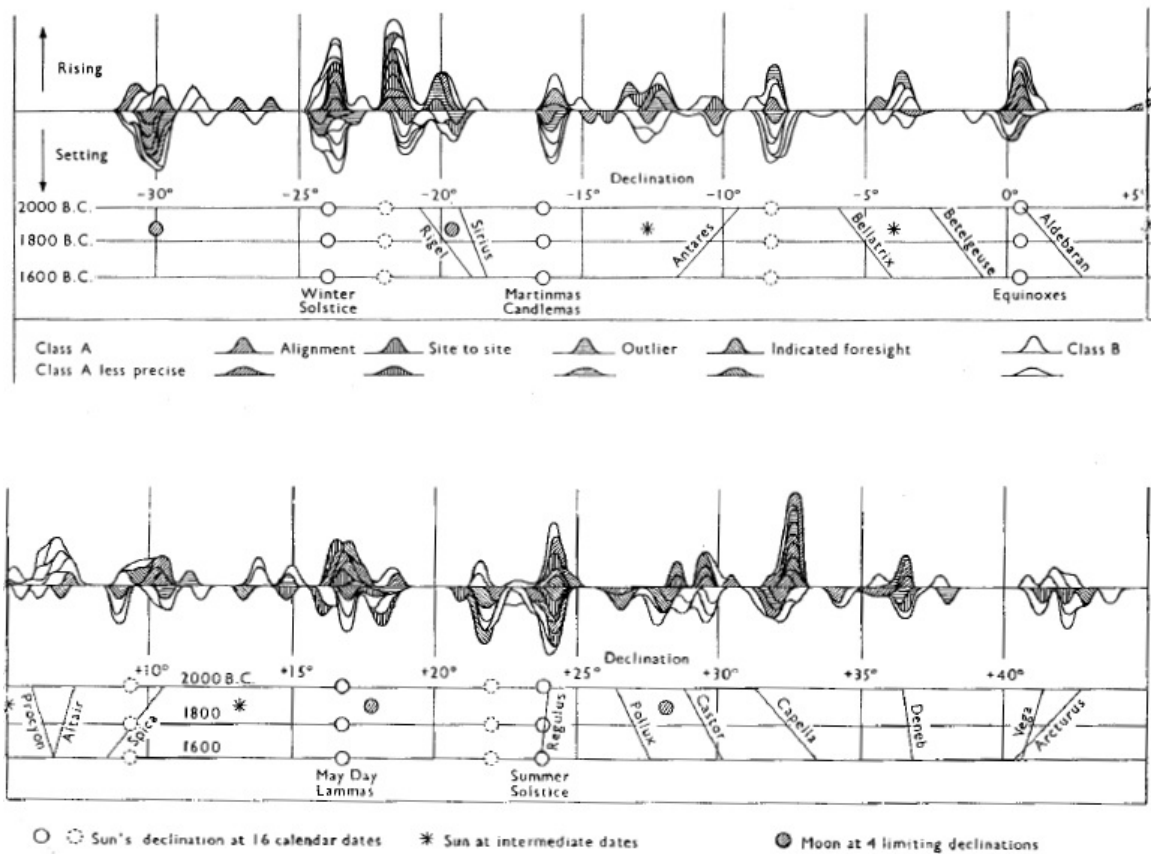 Rising
Setting
Declination
-30° -25° -20° -15° -10° -5° 0° +5°
2000 B.C.
1800 B.C.
1600 B.C.
Rigel
Sirius
Antares
Bellatrix
Betelgeuse
Aldebaran
Winter Solstice
Martinmas Candlemas
Equinoxes
Class A Alignment Site to site Outlier Indicated foresight Class B
Class A less precise
Declination
+10° +15° +20° +25° +30° +35° +40°
2000 B.C.
1800
1600
Procyon
Altair
Spica
Regulus
Pollux
Castor
Capella
Deneb
Vega
Arcturus
May Day Lammas
Summer Solstice
Sun's declination at 16 calendar dates Sun at intermediate dates Moon at 4 limiting declinations